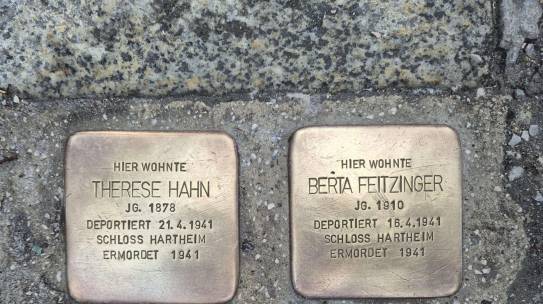 HIER WOHNTE
THERESE HAHN
JG. 1878
DEPORTIERT 21.4.1941
SCHLOSS HARTHEIM
ERMORDET 1941
HIER WOHNTE
BERTA FEITZINGER
JG. 1910
DEPORTIERT 16.4.1941
SCHLOSS HARTHEIM
ERMORDET 1941